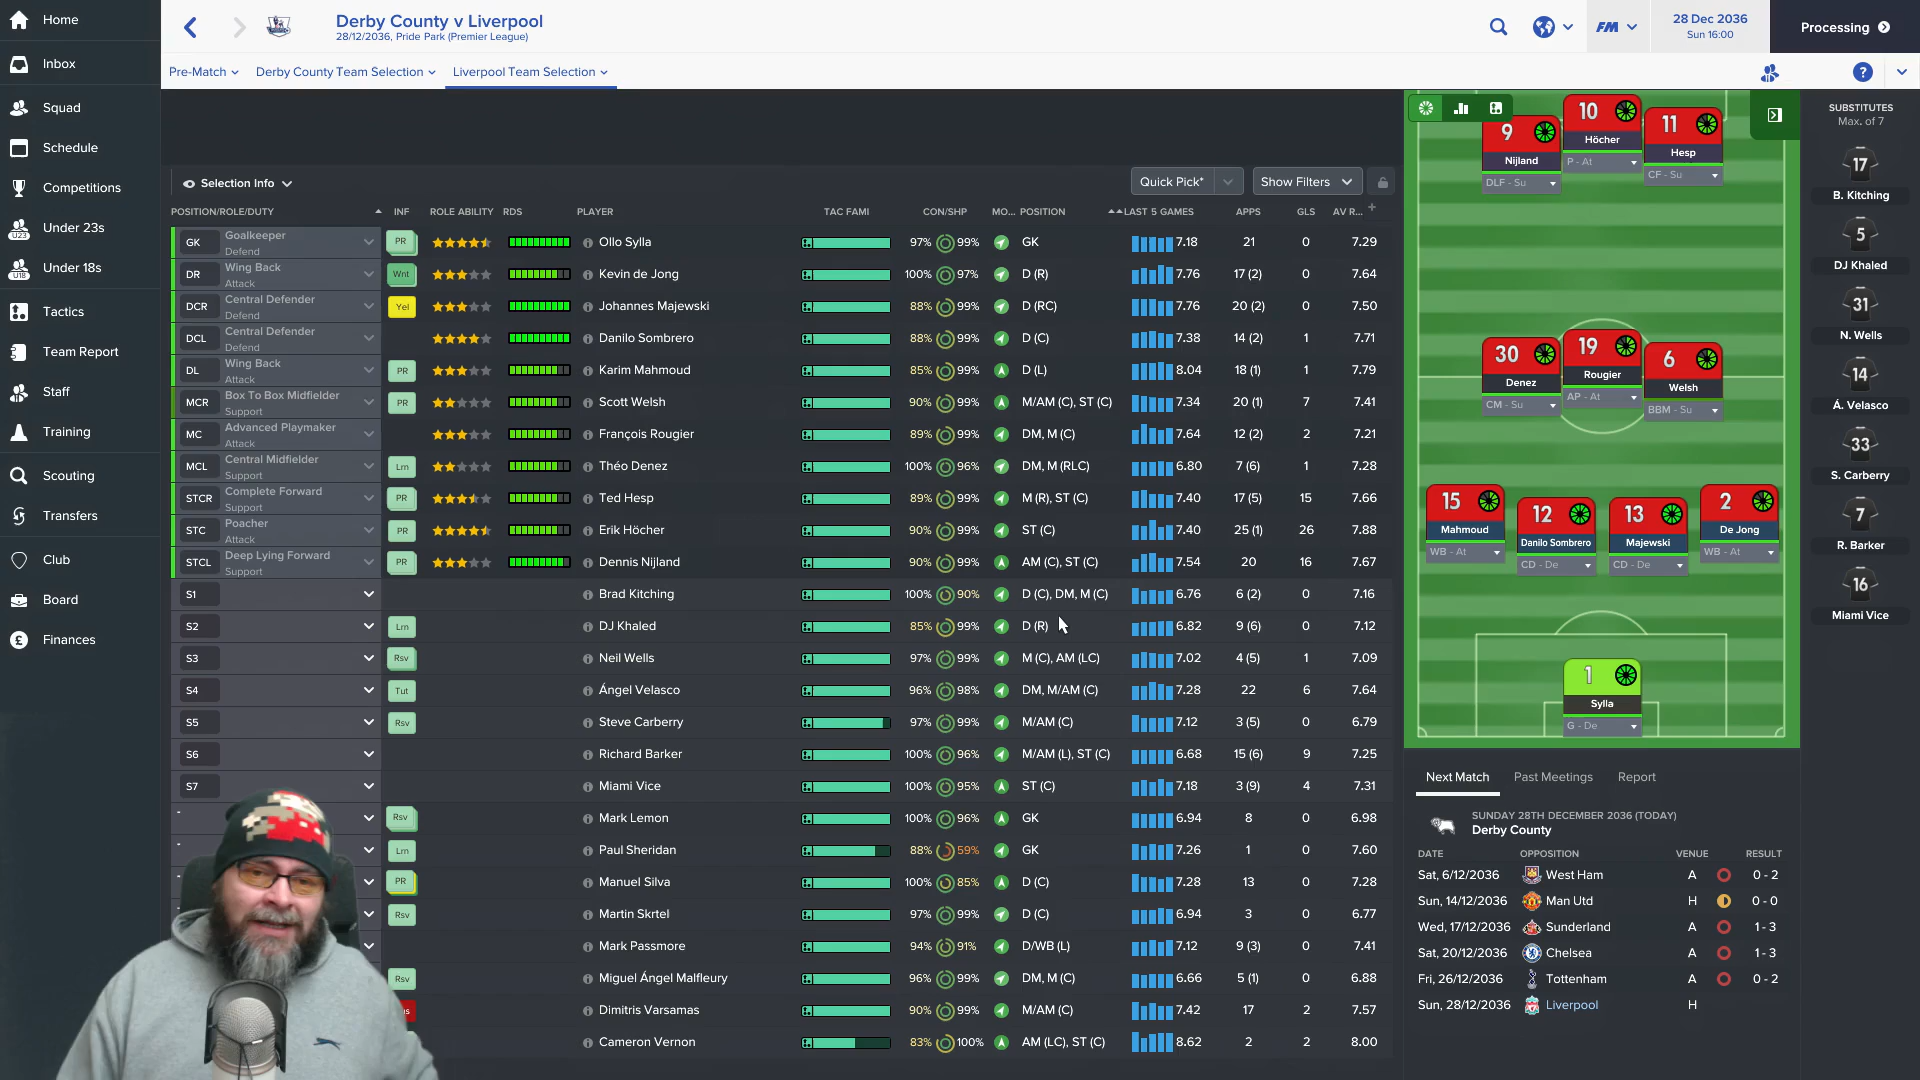 Home
Inbox
Squad
Schedule
Competitions
Under 23s
Under 18s
Tactics
Team Report
Staff
Training
Scouting
Transfers
Club
Board
Finances
Derby County v Liverpool
28/12/2036, Pride Park (Premier League)
FM
28 Dec 2036
Sun 16:00
Processing
Pre-Match
Derby County Team Selection
Liverpool Team Selection
Selection Info
Quick Pick*
Show Filters
POSITION/ROLE/DUTY INF ROLE ABILITY RDS PLAYER TAC FAMI CON/SHP MO... POSITION LAST 5 GAMES APPS GLS AV R... +
GK Goalkeeper Defend PR Ollo Sylla 97% 99% GK 7.18 21 0 7.29
DR Wing Back Attack Wnt Kevin de Jong 100% 97% D (R) 7.76 17 (2) 0 7.64
DCR Central Defender Defend Yel Johannes Majewski 88% 99% D (RC) 7.76 20 (2) 0 7.50
DCL Central Defender Defend Danilo Sombrero 88% 99% D (C) 7.38 14 (2) 1 7.71
DL Wing Back Attack PR Karim Mahmoud 85% 99% D (L) 8.04 18 (1) 1 7.79
MCR Box To Box Midfielder Support PR Scott Welsh 90% 99% M/AM (C), ST (C) 7.34 20 (1) 7 7.41
MC Advanced Playmaker Attack François Rougier 89% 99% DM, M (C) 7.64 12 (2) 2 7.21
MCL Central Midfielder Support Lrn Théo Denez 100% 96% DM, M (RLC) 6.80 7 (6) 1 7.28
STCR Complete Forward Support PR Ted Hesp 89% 99% M (R), ST (C) 7.40 17 (5) 15 7.66
STC Poacher Attack PR Erik Höcher 90% 99% ST (C) 7.40 25 (1) 26 7.88
STCL Deep Lying Forward Support PR Dennis Nijland 90% 99% AM (C), ST (C) 7.54 20 16 7.67
S1 Brad Kitching 100% 90% D (C), DM, M (C) 6.76 6 (2) 0 7.16
S2 Lrn DJ Khaled 85% 99% D (R) 6.82 9 (6) 0 7.12
S3 Rsv Neil Wells 97% 99% M (C), AM (LC) 7.02 4 (5) 1 7.09
S4 Tut Ángel Velasco 96% 98% DM, M/AM (C) 7.28 22 6 7.64
S5 Rsv Steve Carberry 97% 99% M/AM (C) 7.12 3 (5) 0 6.79
S6 Richard Barker 100% 96% M/AM (L), ST (C) 6.68 15 (6) 9 7.25
S7 Miami Vice 100% 95% ST (C) 7.18 3 (9) 4 7.31
- Rsv Mark Lemon 100% 96% GK 6.94 8 0 6.98
- Lrn Paul Sheridan 88% 59% GK 7.26 1 0 7.60
- PR Manuel Silva 100% 85% D (C) 7.28 13 0 7.28
- Rsv Martin Skrtel 97% 99% D (C) 6.94 3 0 6.77
Mark Passmore 94% 91% D/WB (L) 7.12 9 (3) 0 7.41
Rsv Miguel Ángel Malfleury 96% 99% DM, M (C) 6.66 5 (1) 0 6.88
Dimitris Varsamas 90% 99% M/AM (C) 7.42 17 2 7.57
Cameron Vernon 83% 100% AM (LC), ST (C) 8.62 2 2 8.00
9 Nijland DLF - Su
10 Höcher P - At
11 Hesp CF - Su
30 Denez CM - Su
19 Rougier AP - At
6 Welsh BBM - Su
15 Mahmoud WB - At
12 Danilo Sombrero CD - De
13 Majewski CD - De
2 De Jong WB - At
1 Sylla G - De
SUBSTITUTES
Max. of 7
17
B. Kitching
5
DJ Khaled
31
N. Wells
14
Á. Velasco
33
S. Carberry
7
R. Barker
16
Miami Vice
Next Match Past Meetings Report
SUNDAY 28TH DECEMBER 2036 (TODAY)
Derby County
DATE OPPOSITION VENUE RESULT
Sat, 6/12/2036 West Ham A 0 - 2
Sun, 14/12/2036 Man Utd H 0 - 0
Wed, 17/12/2036 Sunderland A 1 - 3
Sat, 20/12/2036 Chelsea A 1 - 3
Fri, 26/12/2036 Tottenham A 0 - 2
Sun, 28/12/2036 Liverpool H